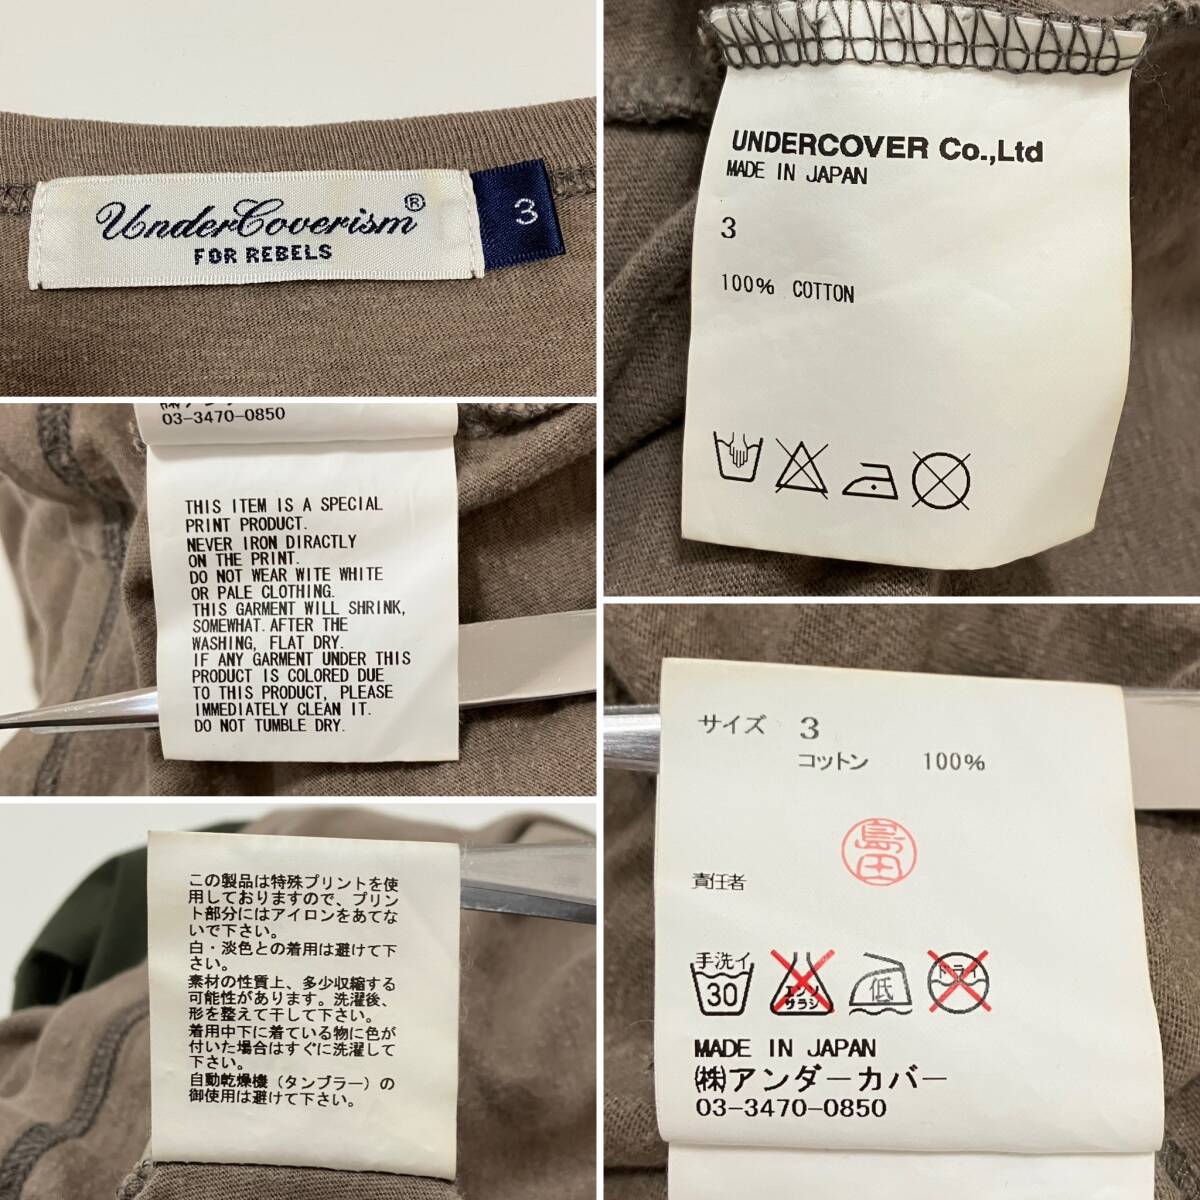 UnderCoverism®
FOR REBELS
3
UNDERCOVER Co.,Ltd
MADE IN JAPAN
3
100% COTTON
03-3470-0850
THIS ITEM IS A SPECIAL
PRINT PRODUCT.
NEVER IRON DIRACTLY
ON THE PRINT.
DO NOT WEAR WITE WHITE
OR PALE CLOTHING.
THIS GARMENT WILL SHRINK,
SOMEWHAT.AFTER THE
WASHING, FLAT DRY.
IF ANY GARMENT UNDER THIS
PRODUCT IS COLORED DUE
TO THIS PRODUCT, PLEASE
IMMEDIATELY CLEAN IT.
DO NOT TUMBLE DRY.
サイズ 3
コットン 100%
島田
責任者
手洗イ
30
エンソ
サラシ
低
ドライ
MADE IN JAPAN
㈱アンダーカバー
03-3470-0850
この製品は特殊プリントを使
用しておりますので、プリン
ト部分にはアイロンをあてな
いで下さい。
白・淡色との着用は避けて下
さい。
素材の性質上、多少収縮する
可能性があります。洗濯後、
形を整えて干して下さい。
着用中下に着ている物に色が
付いた場合はすぐに洗濯して
下さい。
自動乾燥機（タンブラー）の
御使用は避けて下さい。